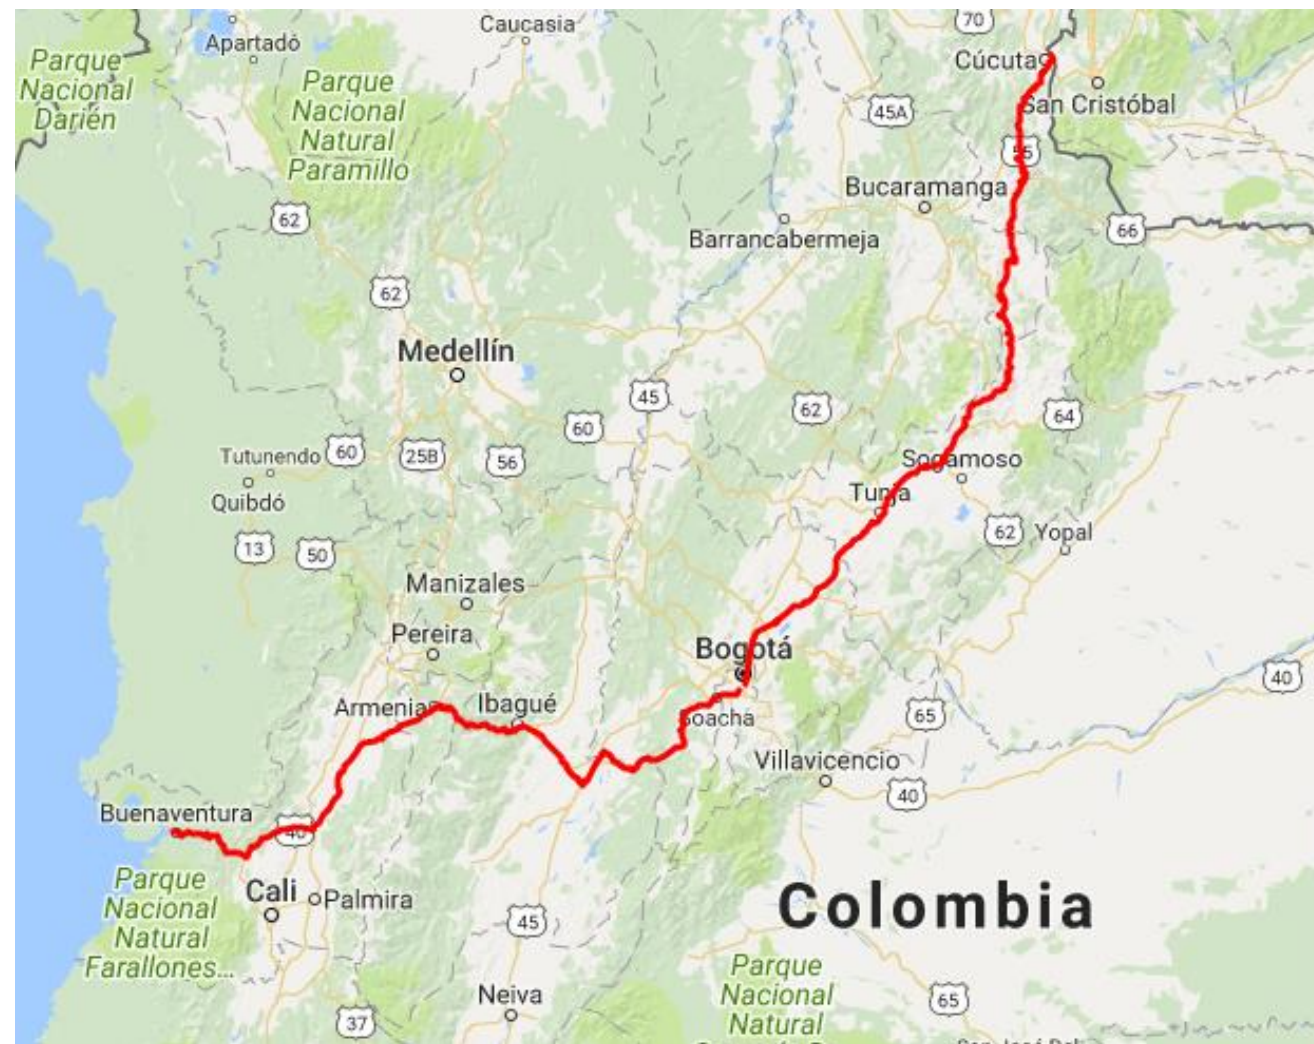 Caucasia
70
Apartadó
Cúcuta
Parque
Nacional
Darién
Parque
Nacional
Natural
Paramillo
San Cristóbal
45A
55
Bucaramanga
62
66
Barrancabermeja
62
Medellín
45
62
64
60
Tutunendo
60
25B
56
Sogamoso
Quibdó
Tunja
13
50
62
Yopal
Manizales
Pereira
Bogotá
40
Armenia
Ibagué
Soacha
65
Villavicencio
40
Buenaventura
40
Parque
Nacional
Natural
Farallones...
Cali
Palmira
Colombia
45
Neiva
Parque
Nacional
Natural
65
37